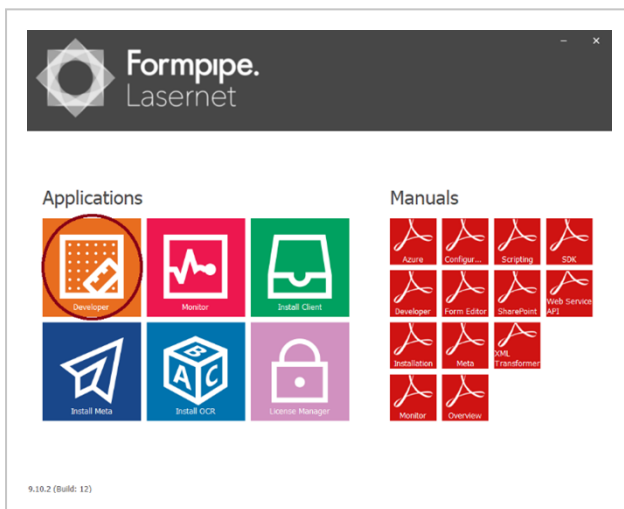 Formpipe.
Lasernet
Applications
Developer
Monitor
Install Client
Install Meta
B
A C
Install OCR
License Manager
Manuals
Azure
Configur...
Scripting
SDK
Developer
Form Editor
SharePoint
Web Service
API
Installation
Meta
XML
Transformer
Monitor
Overview
9.10.2 (Build: 12)